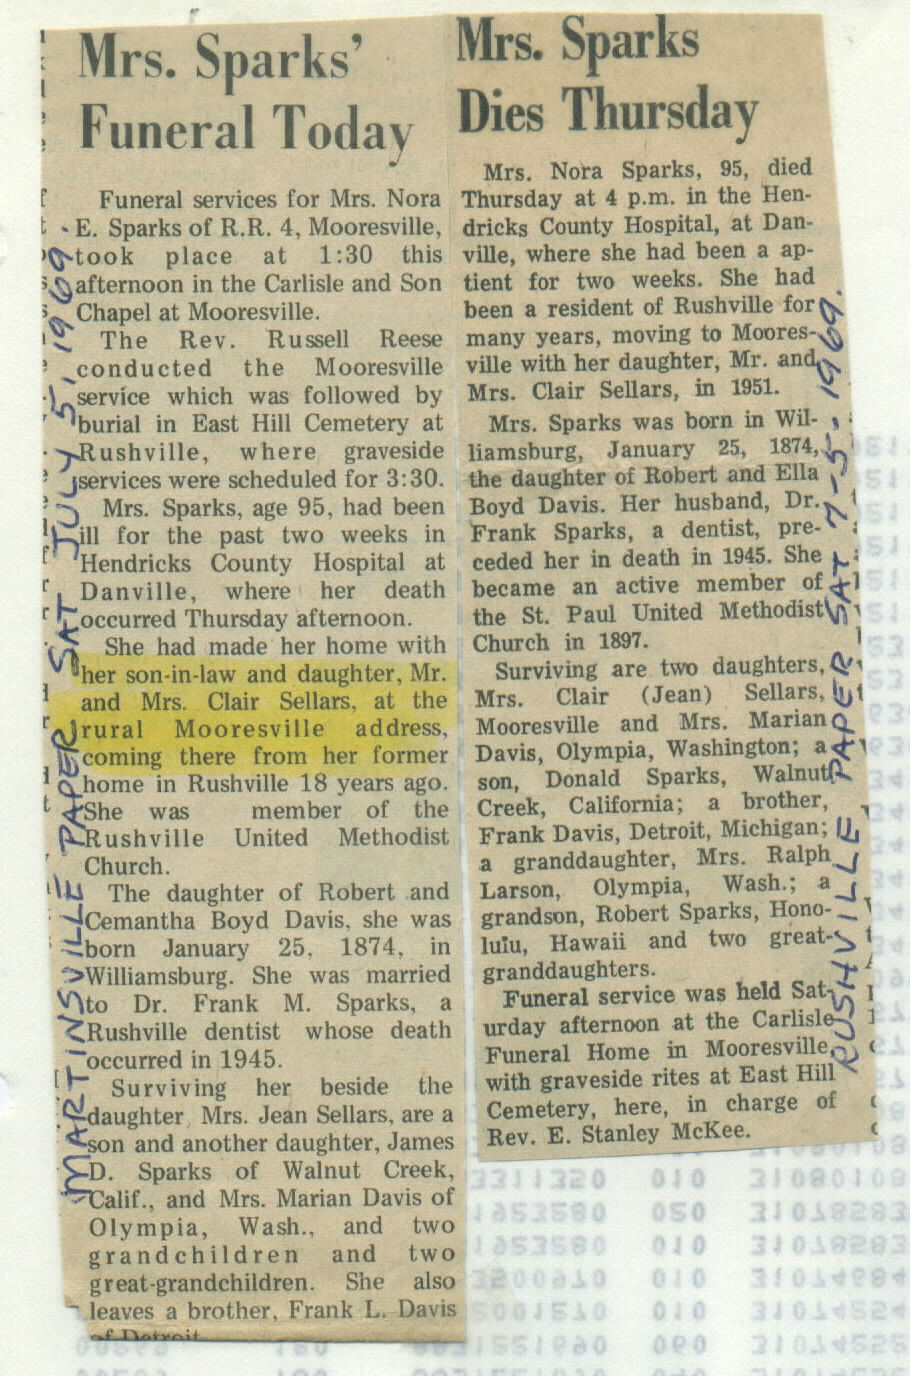 Mrs. Sparks'
Funeral Today
Funeral services for Mrs. Nora
E. Sparks of R.R. 4, Mooresville,
took place at 1:30 this
afternoon in the Carlisle and Son
Chapel at Mooresville.
The Rev. Russell Reese
conducted the Mooresville
service which was followed by
burial in East Hill Cemetery at
Rushville, where graveside
services were scheduled for 3:30.
Mrs. Sparks, age 95, had been
ill for the past two weeks in
Hendricks County Hospital at
Danville, where her death
occurred Thursday afternoon.
She had made her home with
her son-in-law and daughter, Mr.
and Mrs. Clair Sellars, at the
rural Mooresville address,
coming there from her former
home in Rushville 18 years ago.
She was member of the
Rushville United Methodist
Church.
The daughter of Robert and
Cemantha Boyd Davis, she was
born January 25, 1874, in
Williamsburg. She was married
to Dr. Frank M. Sparks, a
Rushville dentist whose death
occurred in 1945.
Surviving her beside the
daughter, Mrs. Jean Sellars, are a
son and another daughter, James
D. Sparks of Walnut Creek,
Calif., and Mrs. Marian Davis of
Olympia, Wash., and two
grandchildren and two
great-grandchildren. She also
leaves a brother, Frank L. Davis
of Detroit
MARTINSVILLE PAPER SAT JULY 5, 1969.
Mrs. Sparks
Dies Thursday
Mrs. Nora Sparks, 95, died
Thursday at 4 p.m. in the Hen-
dricks County Hospital, at Dan-
ville, where she had been a ap-
tient for two weeks. She had
been a resident of Rushville for
many years, moving to Moores-
ville with her daughter, Mr. and
Mrs. Clair Sellars, in 1951.
Mrs. Sparks was born in Wil-
liamsburg, January 25, 1874,
the daughter of Robert and Ella
Boyd Davis. Her husband, Dr.
Frank Sparks, a dentist, pre-
ceded her in death in 1945. She
became an active member of
the St. Paul United Methodist
Church in 1897.
Surviving are two daughters,
Mrs. Clair (Jean) Sellars,
Mooresville and Mrs. Marian
Davis, Olympia, Washington; a
son, Donald Sparks, Walnut
Creek, California; a brother,
Frank Davis, Detroit, Michigan;
a granddaughter, Mrs. Ralph
Larson, Olympia, Wash.; a
grandson, Robert Sparks, Hono-
lulu, Hawaii and two great-
granddaughters.
Funeral service was held Sat-
urday afternoon at the Carlisle
Funeral Home in Mooresville
with graveside rites at East Hill
Cemetery, here, in charge of
Rev. E. Stanley McKee.
RUSHVILLE PAPER SAT 7-5-1969.